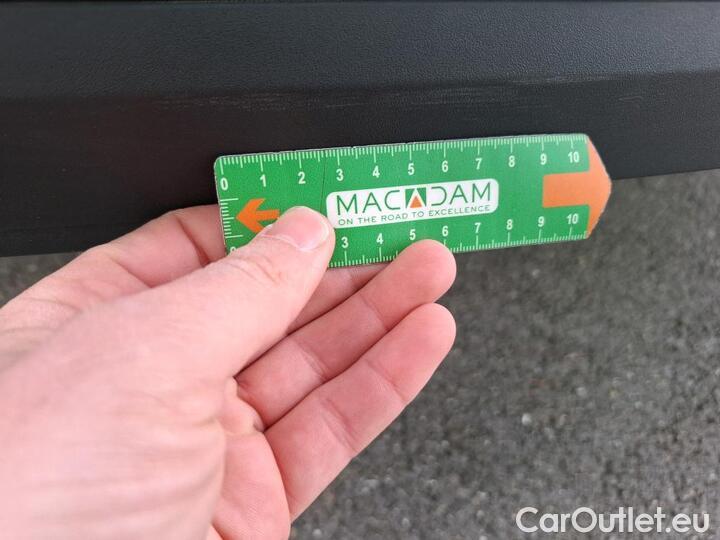 0 1 2 3 4 5 6 7 8 9 10
MACADAM
ON THE ROAD TO EXCELLENCE
3 4 5 6 7 8 9 10
CarOutlet.eu